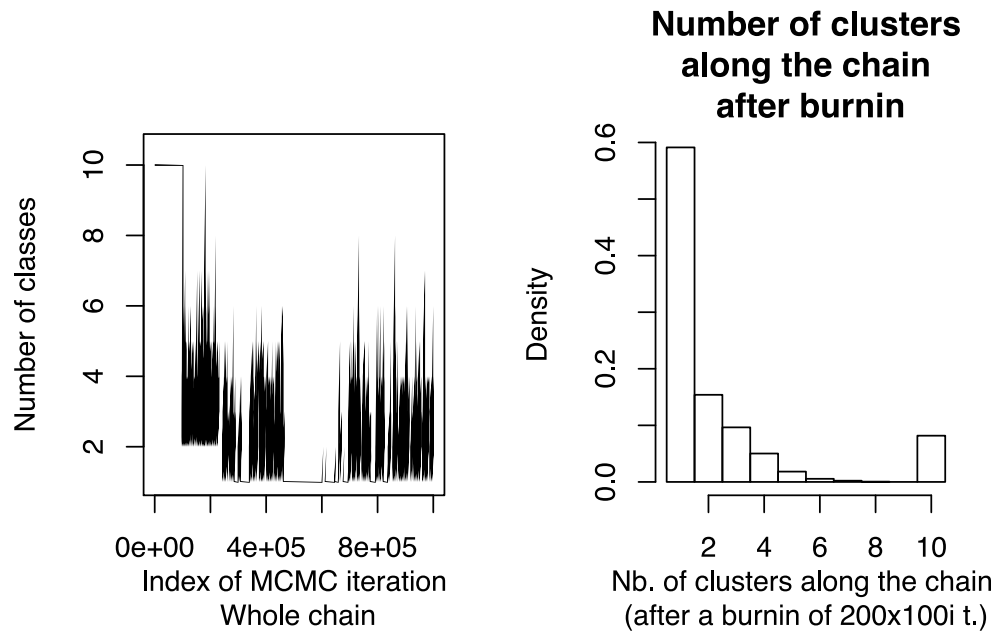 Number of classes
10
8
6
4
2
0e+00 4e+05 8e+05
Index of MCMC iteration
Whole chain
Number of clusters
along the chain
after burnin
Density
0.6
0.4
0.2
0.0
2 4 6 8 10
Nb. of clusters along the chain
(after a burnin of 200x100i t.)